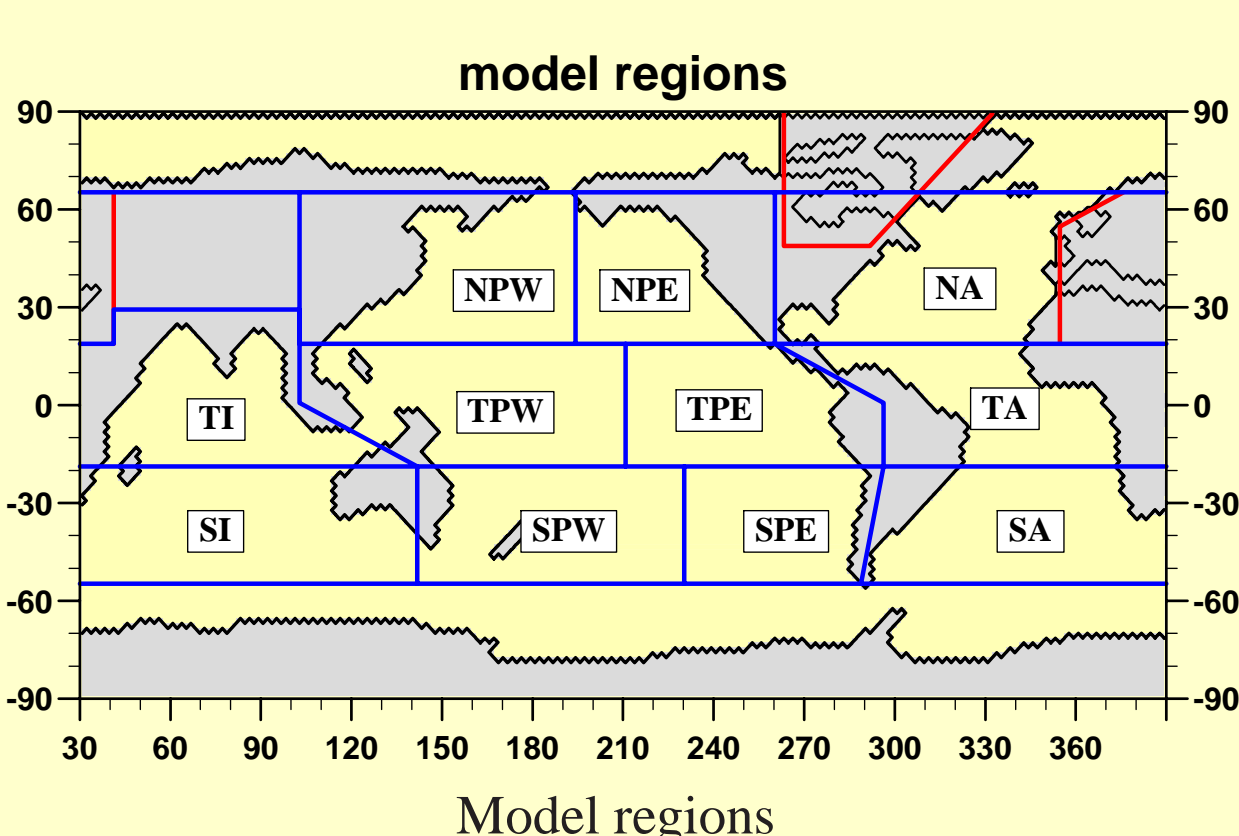 model regions
90 90
60 60
NPW NPE NA
30 30
TI TPW TPE TA
0 0
-30 -30
SI SPW SPE SA
-60 -60
-90 -90
30 60 90 120 150 180 210 240 270 300 330 360
Model regions